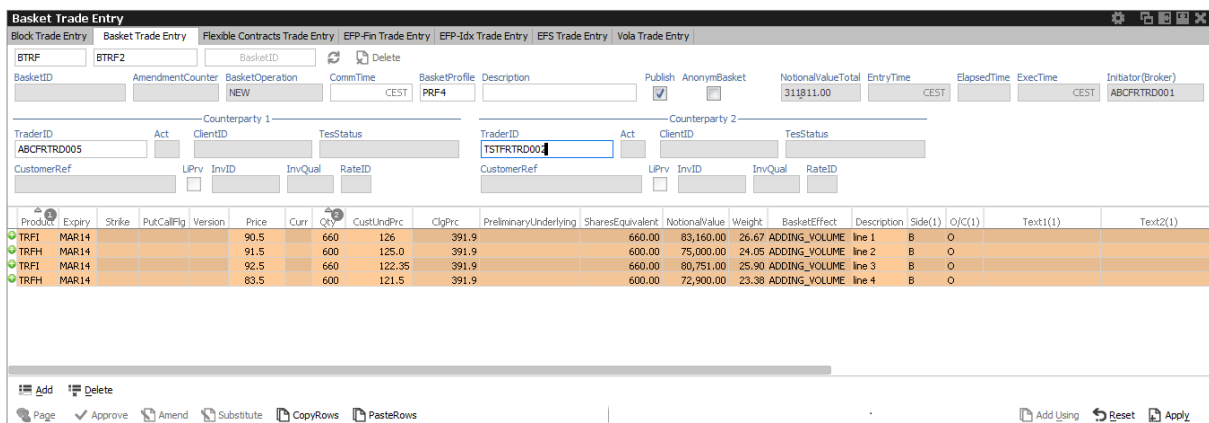 Basket Trade Entry
Block Trade Entry Basket Trade Entry Flexible Contracts Trade Entry EFP-Fin Trade Entry EFP-Idx Trade Entry EFS Trade Entry Vola Trade Entry
BTRF BTRF2 BasketID Delete
BasketID AmendmentCounter BasketOperation CommTime BasketProfile Description Publish AnonymBasket NotionalValueTotal EntryTime ElapsedTime ExecTime Initiator(Broker)
NEW CEST PRF4 311811.00 CEST CEST ABCFRTRD001
Counterparty 1 Counterparty 2
TraderID Act ClientID TesStatus TraderID Act ClientID TesStatus
ABCFRTRD005 TSTFRTRD002
CustomerRef LiPrv InvID InvQual RateID CustomerRef LiPrv InvID InvQual RateID
Product 1 Expiry Strike PutCallFlg Version Price Curr Qty 2 CustUndPrc ClgPrc PreliminaryUnderlying SharesEquivalent NotionalValue Weight BasketEffect Description Side(1) O/C(1) Text1(1) Text2(1)
TRFI MAR14 90.5 660 126 391.9 660.00 83,160.00 26.67 ADDING_VOLUME line 1 B O
TRFH MAR14 91.5 600 125.0 391.9 600.00 75,000.00 24.05 ADDING_VOLUME line 2 B O
TRFI MAR14 92.5 660 122.35 391.9 660.00 80,751.00 25.90 ADDING_VOLUME line 3 B O
TRFH MAR14 83.5 600 121.5 391.9 600.00 72,900.00 23.38 ADDING_VOLUME line 4 B O
Add Delete
Page Approve Amend Substitute CopyRows PasteRows Add Using Reset Apply